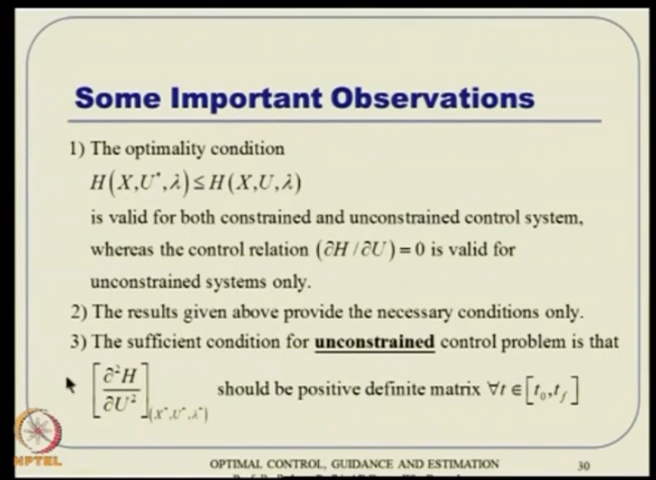 Some Important Observations
1) The optimality condition
H(X,U*,λ) ≤ H(X,U,λ)
is valid for both constrained and unconstrained control system,
whereas the control relation (∂H / ∂U) = 0 is valid for
unconstrained systems only.
2) The results given above provide the necessary conditions only.
3) The sufficient condition for unconstrained control problem is that
[∂²H/∂U²](X*,U*,λ*) should be positive definite matrix ∀t ∈ [t₀,t_f]
NPTEL
OPTIMAL CONTROL, GUIDANCE AND ESTIMATION
30